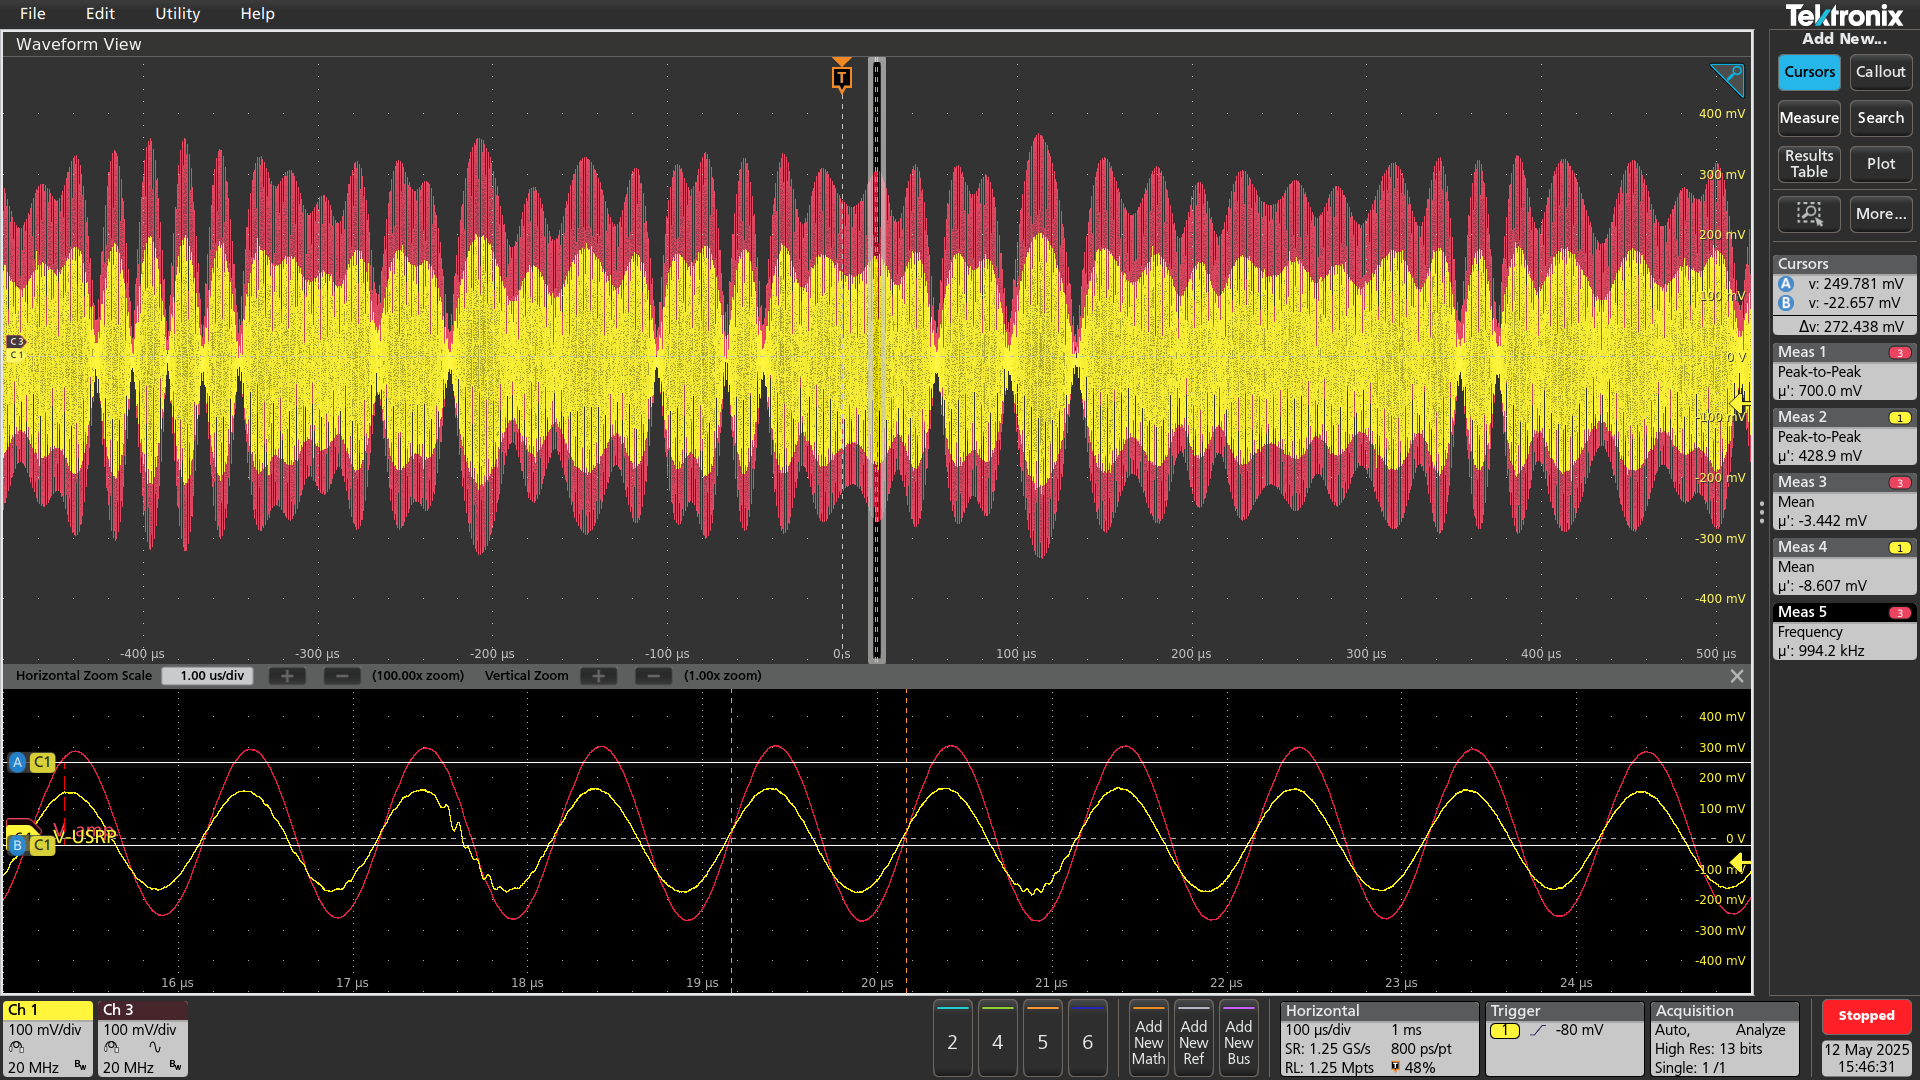 File Edit Utility Help
Tektronix
Waveform View
Add New...
Cursors Callout
Measure Search
Results Table Plot
More...
T
400 mV
300 mV
200 mV
100 mV
0 V
-100 mV
-200 mV
-300 mV
-400 mV
C3
C1
-400 µs -300 µs -200 µs -100 µs 0 s 100 µs 200 µs 300 µs 400 µs 500 µs
Cursors
A v: 249.781 mV
B v: -22.657 mV
Δv: 272.438 mV
Meas 1 3
Peak-to-Peak
µ': 700.0 mV
Meas 2 1
Peak-to-Peak
µ': 428.9 mV
Meas 3 3
Mean
µ': -3.442 mV
Meas 4 1
Mean
µ': -8.607 mV
Meas 5 3
Frequency
µ': 994.2 kHz
Horizontal Zoom Scale 1.00 us/div + − (100.00x zoom) Vertical Zoom + − (1.00x zoom)
400 mV
300 mV
200 mV
100 mV
0 V
-100 mV
-200 mV
-300 mV
-400 mV
A C1
V-USRP
B C1
16 µs 17 µs 18 µs 19 µs 20 µs 21 µs 22 µs 23 µs 24 µs
Ch 1
100 mV/div
20 MHz Bw
Ch 3
100 mV/div
20 MHz Bw
2 4 5 6
Add New Math
Add New Ref
Add New Bus
Horizontal
100 µs/div 1 ms
SR: 1.25 GS/s 800 ps/pt
RL: 1.25 Mpts T 48%
Trigger
1 -80 mV
Acquisition
Auto, Analyze
High Res: 13 bits
Single: 1 /1
Stopped
12 May 2025
15:46:31